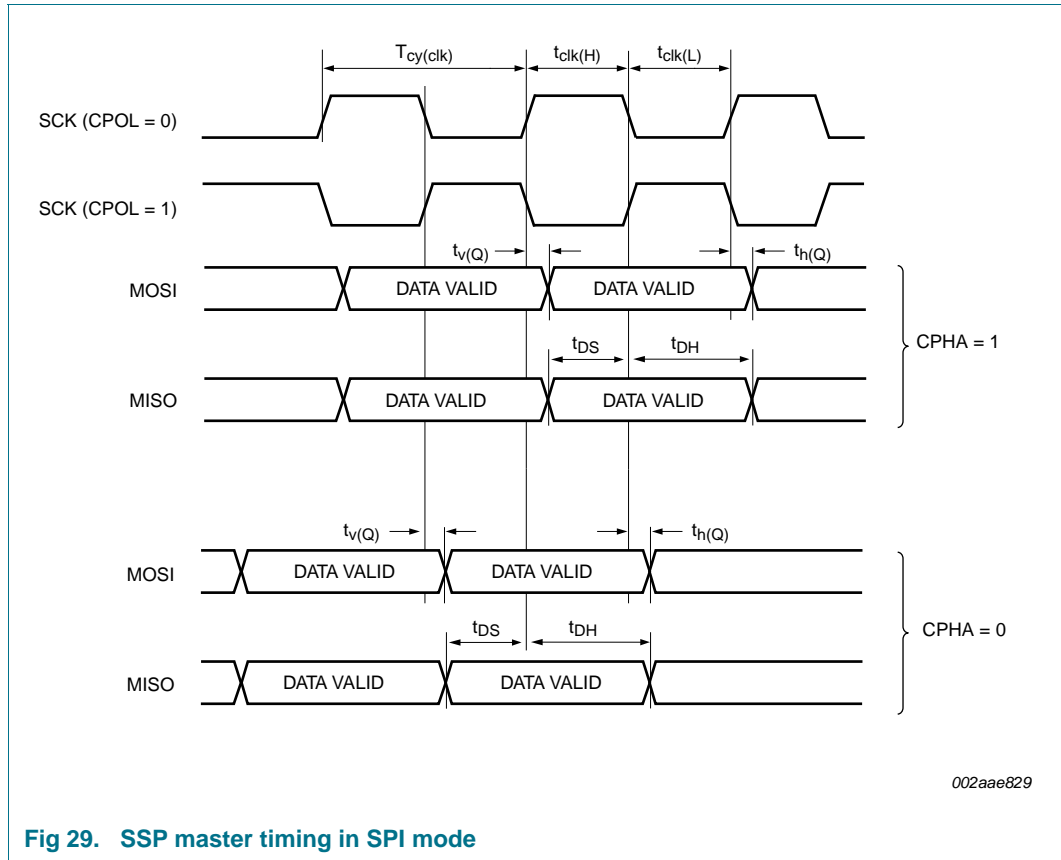 Tcy(clk) tclk(H) tclk(L)
SCK (CPOL = 0)
SCK (CPOL = 1)
tv(Q) th(Q)
MOSI DATA VALID DATA VALID
tDS tDH
CPHA = 1
MISO DATA VALID DATA VALID
tv(Q) th(Q)
MOSI DATA VALID DATA VALID
tDS tDH
CPHA = 0
MISO DATA VALID DATA VALID
002aae829
Fig 29. SSP master timing in SPI mode